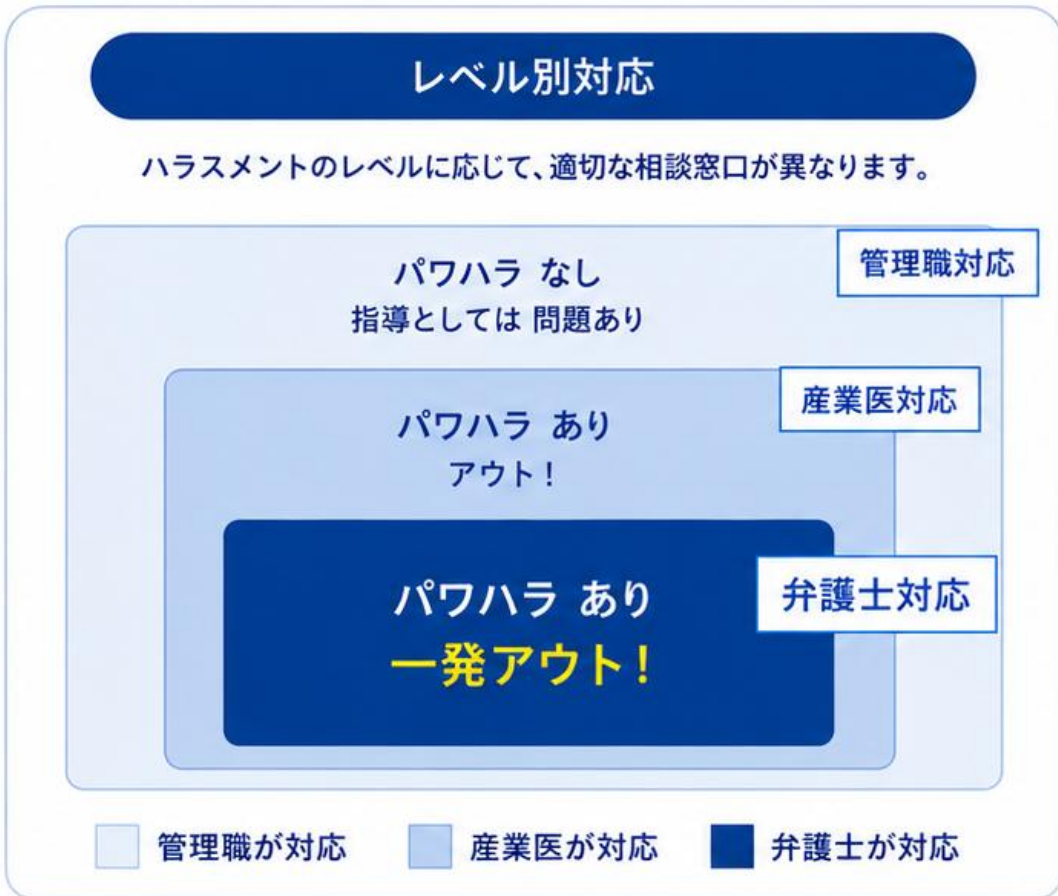 レベル別対応
ハラスメントのレベルに応じて、適切な相談窓口が異なります。
管理職対応
パワハラ なし
指導としては 問題あり
産業医対応
パワハラ あり
アウト！
弁護士対応
パワハラ あり
一発アウト！
管理職が対応
産業医が対応
弁護士が対応